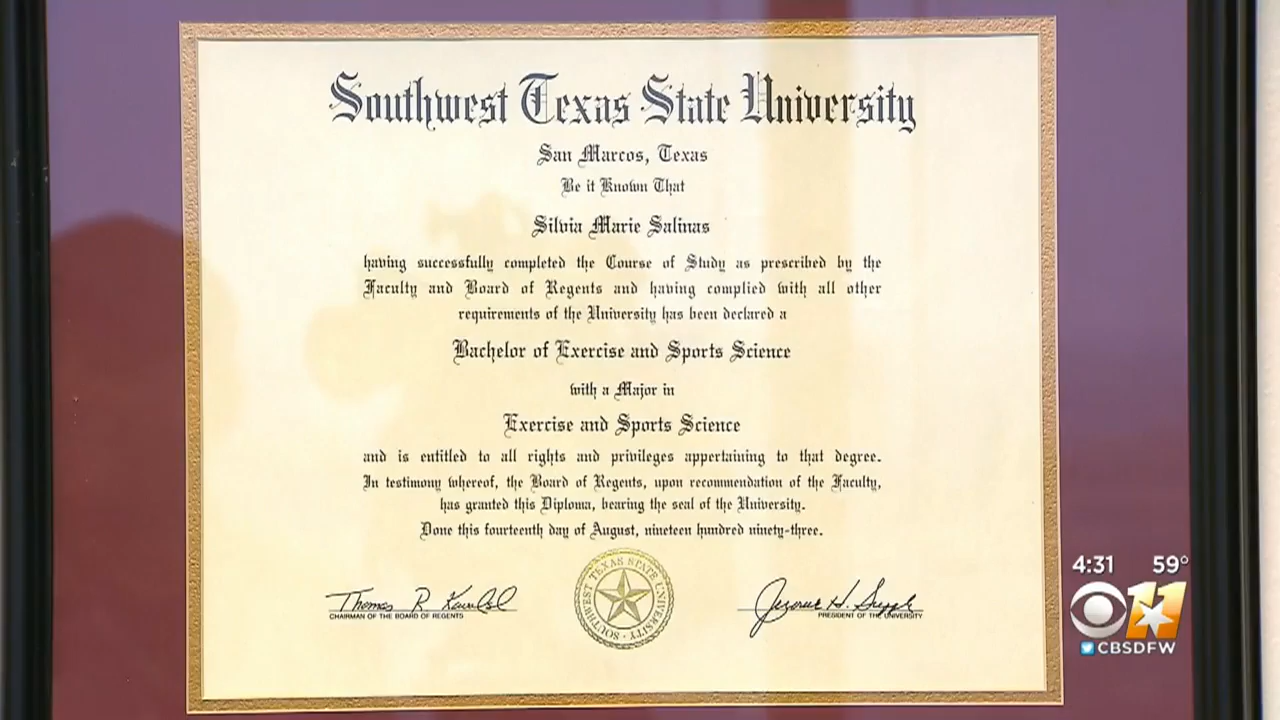 Southwest Texas State University
San Marcos, Texas
Be it Known That
Silvia Marie Salinas
having successfully completed the Course of Study as prescribed by the
Faculty and Board of Regents and having complied with all other
requirements of the University has been declared a
Bachelor of Exercise and Sports Science
with a Major in
Exercise and Sports Science
and is entitled to all rights and privileges appertaining to that degree.
In testimony whereof, the Board of Regents, upon recommendation of the Faculty,
has granted this Diploma, bearing the seal of the University.
Done this fourteenth day of August, nineteen hundred ninety-three.
Thomas R
CHAIRMAN OF THE BOARD OF REGENTS
SOUTHWEST TEXAS STATE UNIVERSITY
H.
PRESIDENT OF THE UNIVERSITY
4:31 59°
11
CBSDFW